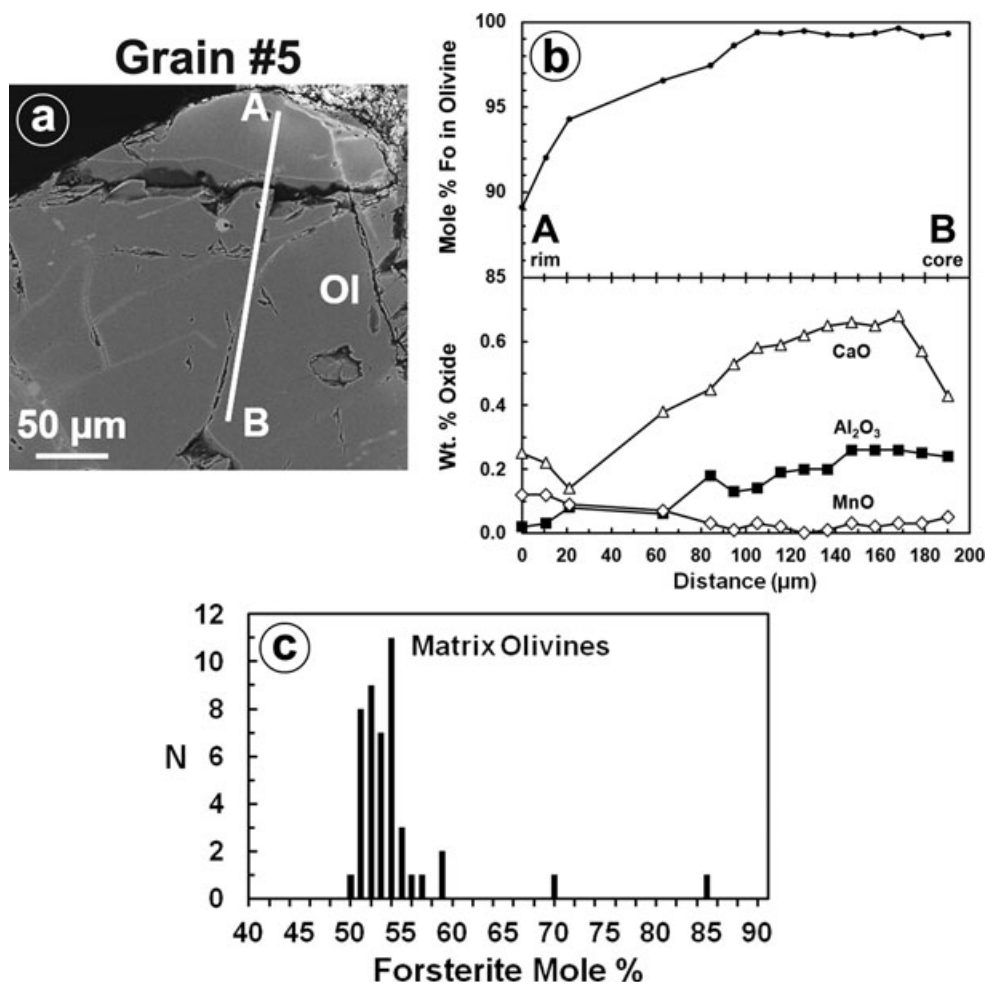 Grain #5
a
A
Ol
B
50 µm
b
Mole % Fo in Olivine
100
95
90
85
A
rim
B
core
Wt. % Oxide
0.6
0.4
0.2
0.0
CaO
Al₂O₃
MnO
0 20 40 60 80 100 120 140 160 180 200
Distance (µm)
c
Matrix Olivines
N
12
10
8
6
4
2
0
40 45 50 55 60 65 70 75 80 85 90
Forsterite Mole %